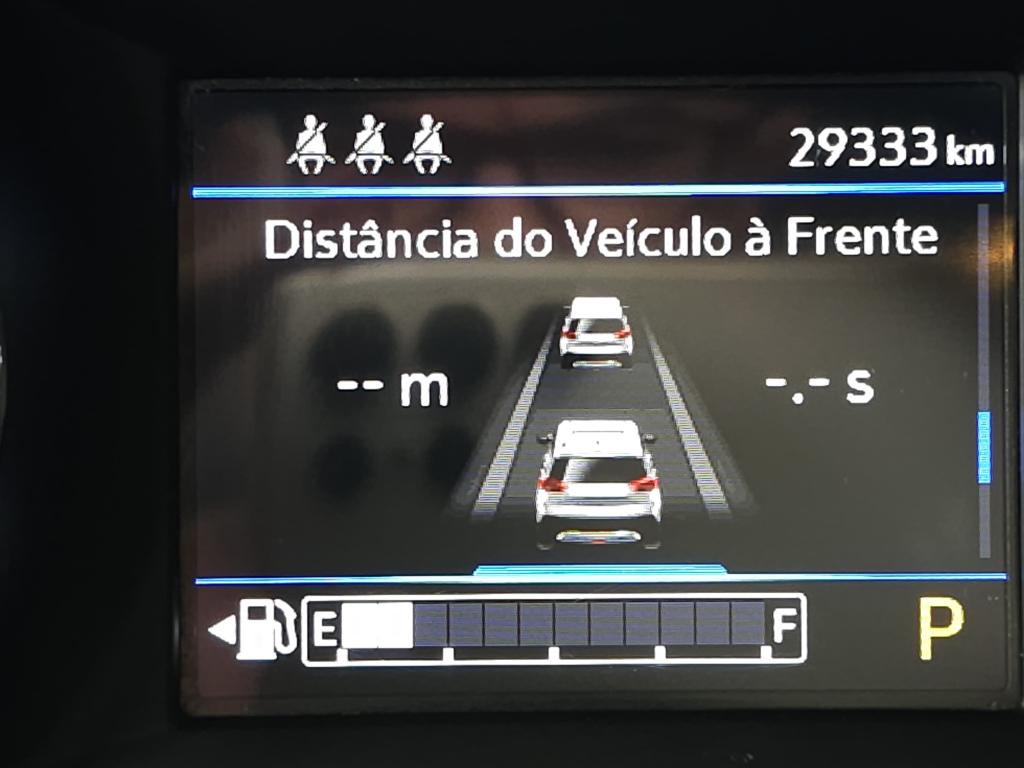 29333 km
Distância do Veículo à Frente
-- m
-.- s
E F
P